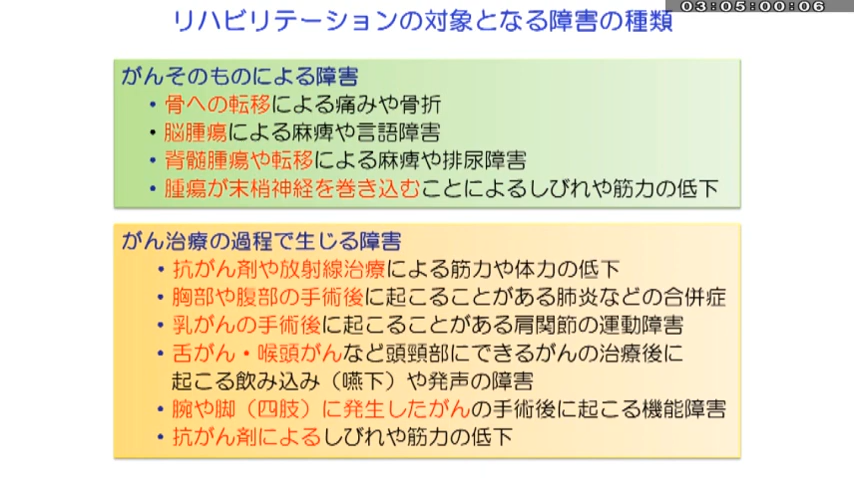 03:05:00:06
リハビリテーションの対象となる障害の種類
がんそのものによる障害
・骨への転移による痛みや骨折
・脳腫瘍による麻痺や言語障害
・脊髄腫瘍や転移による麻痺や排尿障害
・腫瘍が末梢神経を巻き込むことによるしびれや筋力の低下
がん治療の過程で生じる障害
・抗がん剤や放射線治療による筋力や体力の低下
・胸部や腹部の手術後に起こることがある肺炎などの合併症
・乳がんの手術後に起こることがある肩関節の運動障害
・舌がん・喉頭がんなど頭頸部にできるがんの治療後に
起こる飲み込み（嚥下）や発声の障害
・腕や脚（四肢）に発生したがんの手術後に起こる機能障害
・抗がん剤によるしびれや筋力の低下